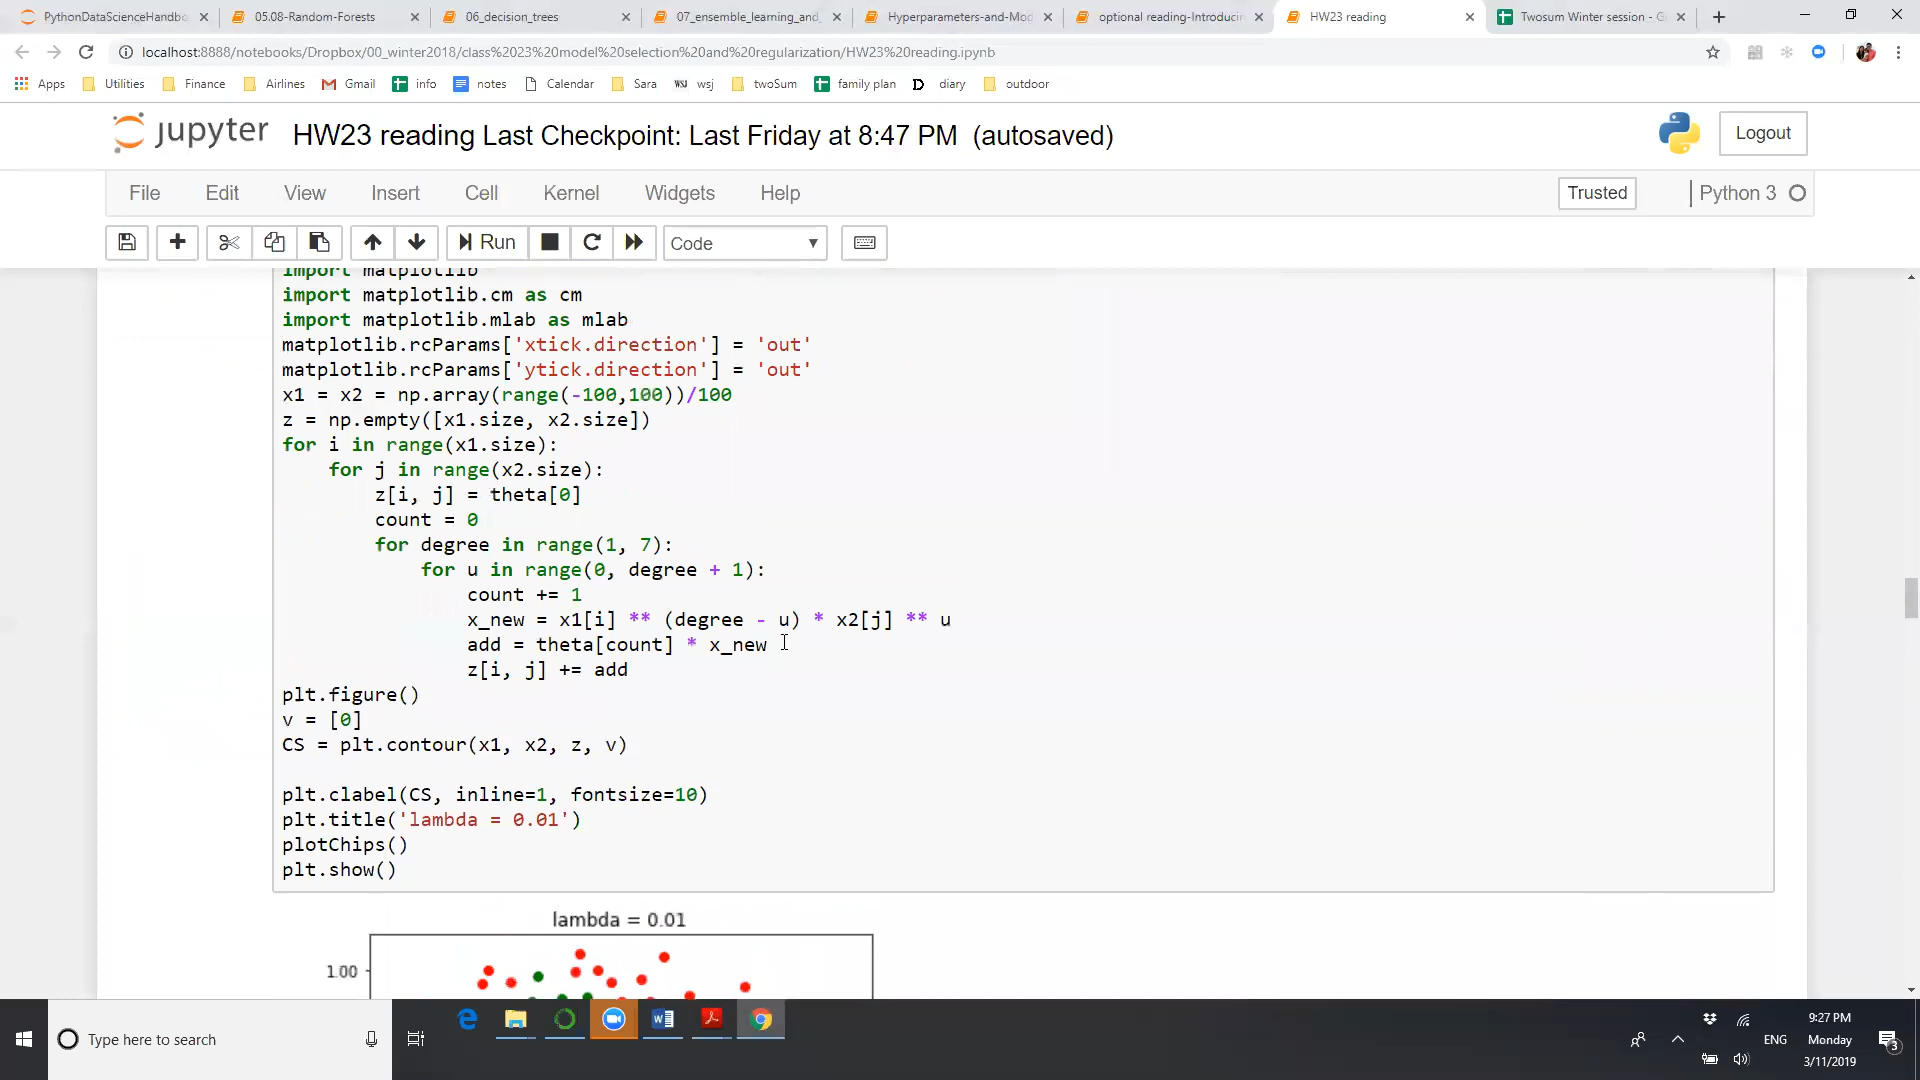 PythonDataScienceHandbo
05.08-Random-Forests
06_decision_trees
07_ensemble_learning_and_
Hyperparameters-and-Mod
optional reading-Introducin
HW23 reading
Twosum Winter session - G
localhost:8888/notebooks/Dropbox/00_winter2018/class%2023%20model%20selection%20and%20regularization/HW23%20reading.ipynb
Apps
Utilities
Finance
Airlines
Gmail
info
notes
Calendar
Sara
WSJ
wsj
twoSum
family plan
D
diary
outdoor
jupyter
HW23 reading Last Checkpoint: Last Friday at 8:47 PM (autosaved)
Logout
File
Edit
View
Insert
Cell
Kernel
Widgets
Help
Trusted
Python 3
Run
Code
import matplotlib
import matplotlib.cm as cm
import matplotlib.mlab as mlab
matplotlib.rcParams['xtick.direction'] = 'out'
matplotlib.rcParams['ytick.direction'] = 'out'
x1 = x2 = np.array(range(-100,100))/100
z = np.empty([x1.size, x2.size])
for i in range(x1.size):
    for j in range(x2.size):
        z[i, j] = theta[0]
        count = 0
        for degree in range(1, 7):
            for u in range(0, degree + 1):
                count += 1
                x_new = x1[i] ** (degree - u) * x2[j] ** u
                add = theta[count] * x_new
                z[i, j] += add
plt.figure()
v = [0]
CS = plt.contour(x1, x2, z, v)
plt.clabel(CS, inline=1, fontsize=10)
plt.title('lambda = 0.01')
plotChips()
plt.show()
lambda = 0.01
1.00
Type here to search
ENG
9:27 PM
Monday
3/11/2019
3